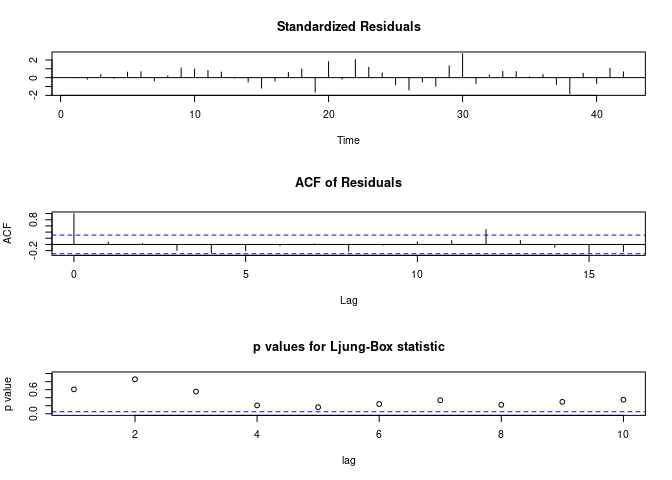 Standardized Residuals
2
0
-2
0 10 20 30 40
Time
ACF of Residuals
ACF
0.8
-0.2
0 5 10 15
Lag
p values for Ljung-Box statistic
p value
0.6
0.0
2 4 6 8 10
lag